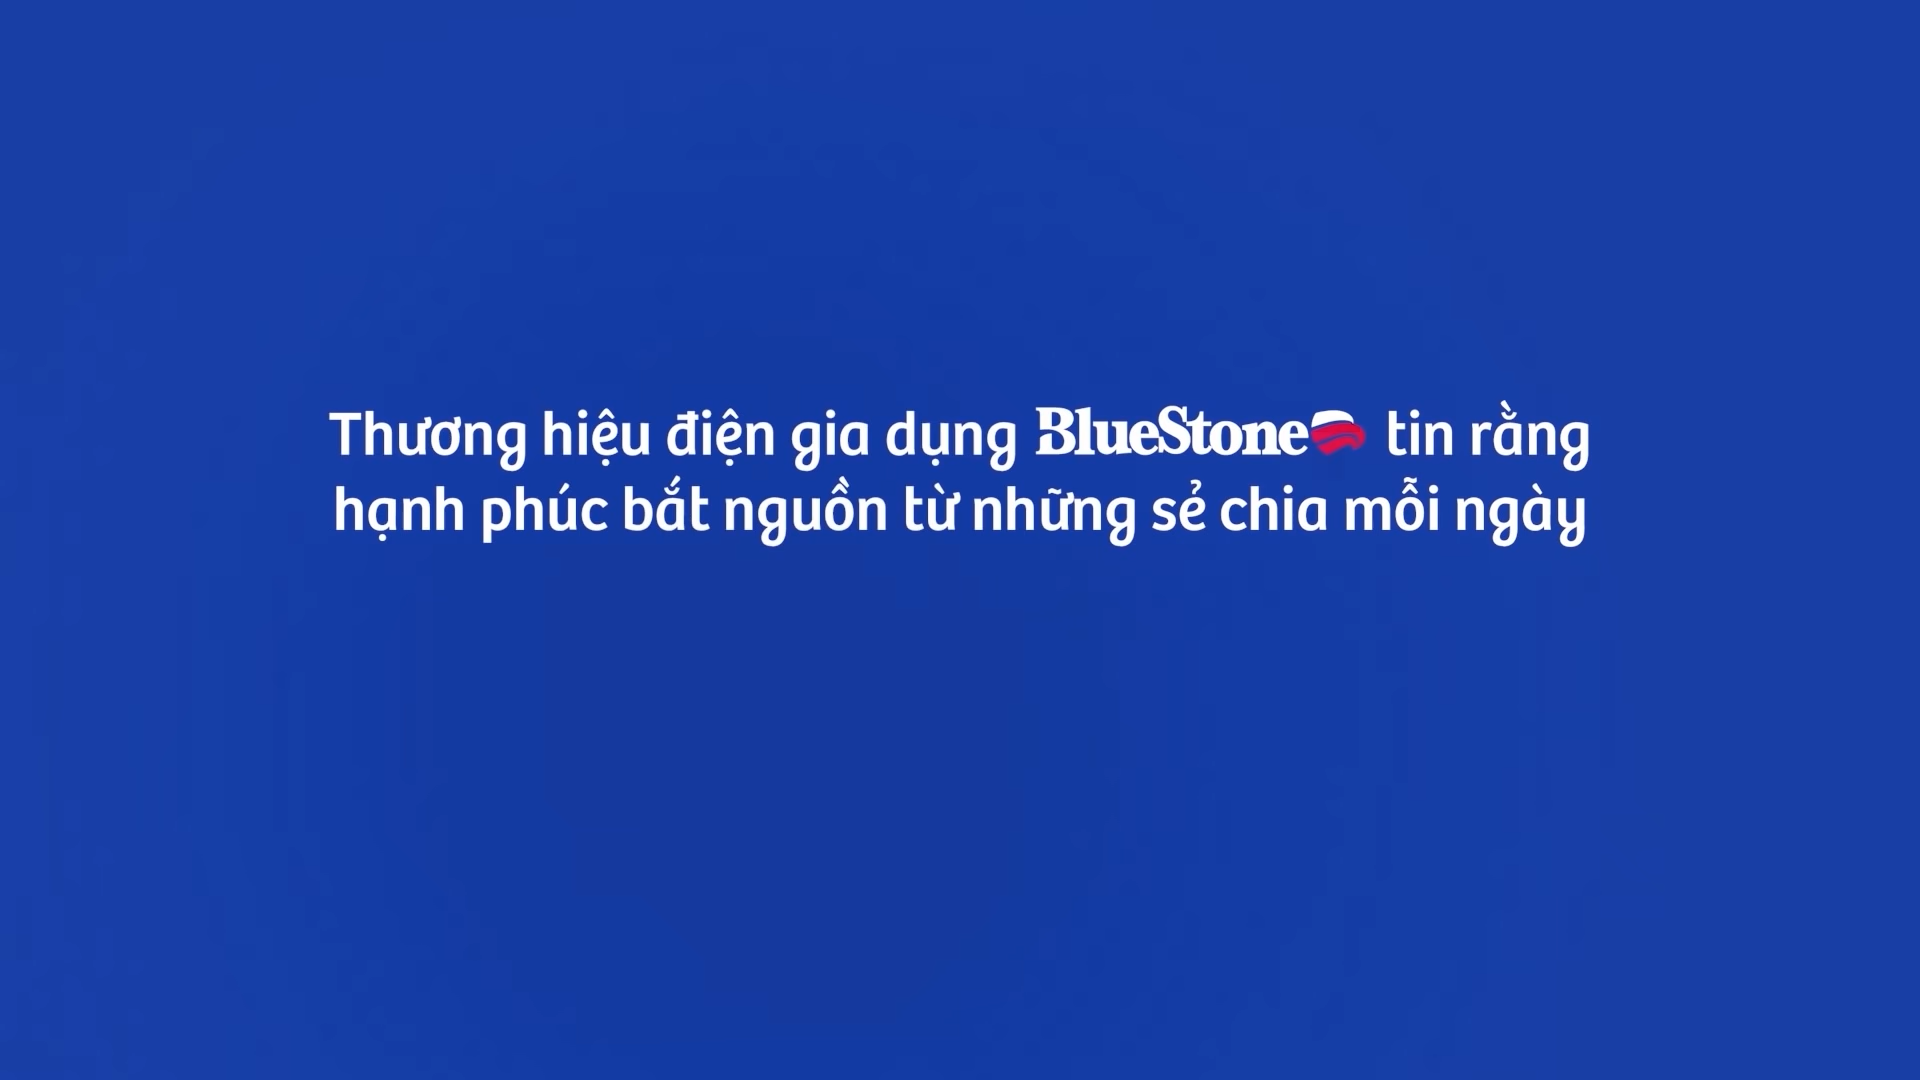 Thương hiệu điện gia dụng BlueStone tin rằng
hạnh phúc bắt nguồn từ những sẻ chia mỗi ngày